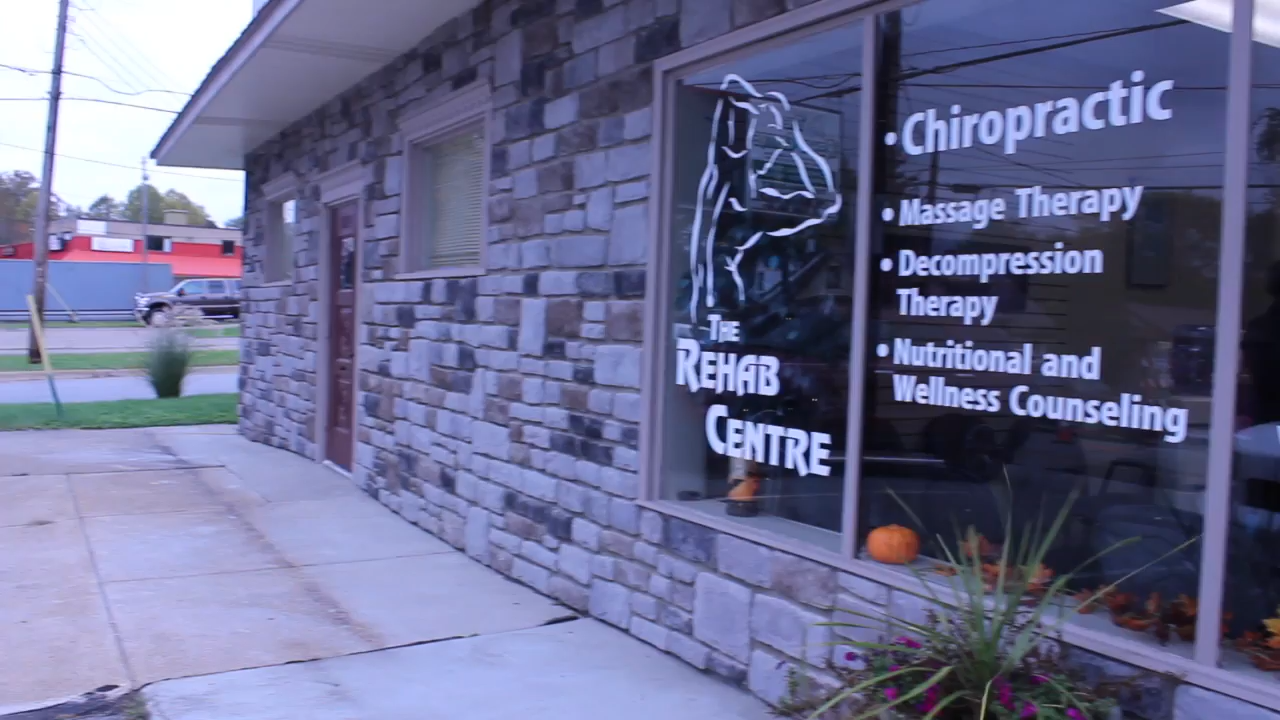 The
Rehab
Centre
• Chiropractic
• Massage Therapy
• Decompression
Therapy
• Nutritional and
Wellness Counseling